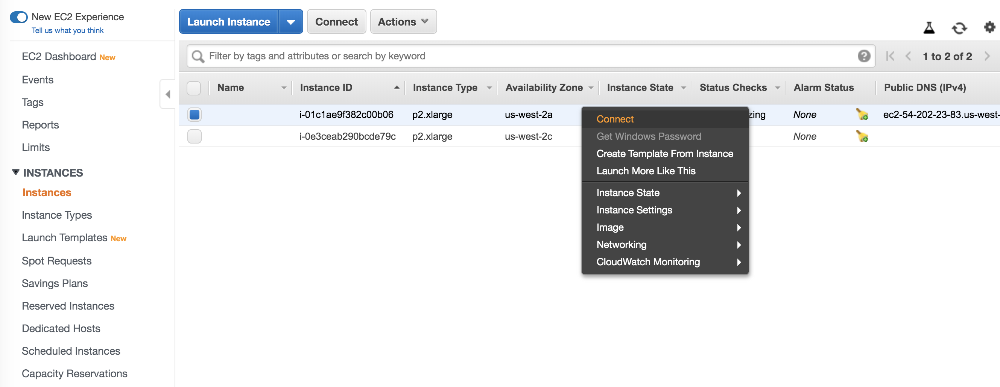 New EC2 Experience
Tell us what you think
EC2 Dashboard New
Events
Tags
Reports
Limits
INSTANCES
Instances
Instance Types
Launch Templates New
Spot Requests
Savings Plans
Reserved Instances
Dedicated Hosts
Scheduled Instances
Capacity Reservations
Launch Instance Connect Actions
Filter by tags and attributes or search by keyword 1 to 2 of 2
Name Instance ID Instance Type Availability Zone Instance State Status Checks Alarm Status Public DNS (IPv4)
i-01c1ae9f382c00b06 p2.xlarge us-west-2a zing None ec2-54-202-23-83.us-west-
i-0e3ceab290bcde79c p2.xlarge us-west-2c None
Connect
Get Windows Password
Create Template From Instance
Launch More Like This
Instance State
Instance Settings
Image
Networking
CloudWatch Monitoring